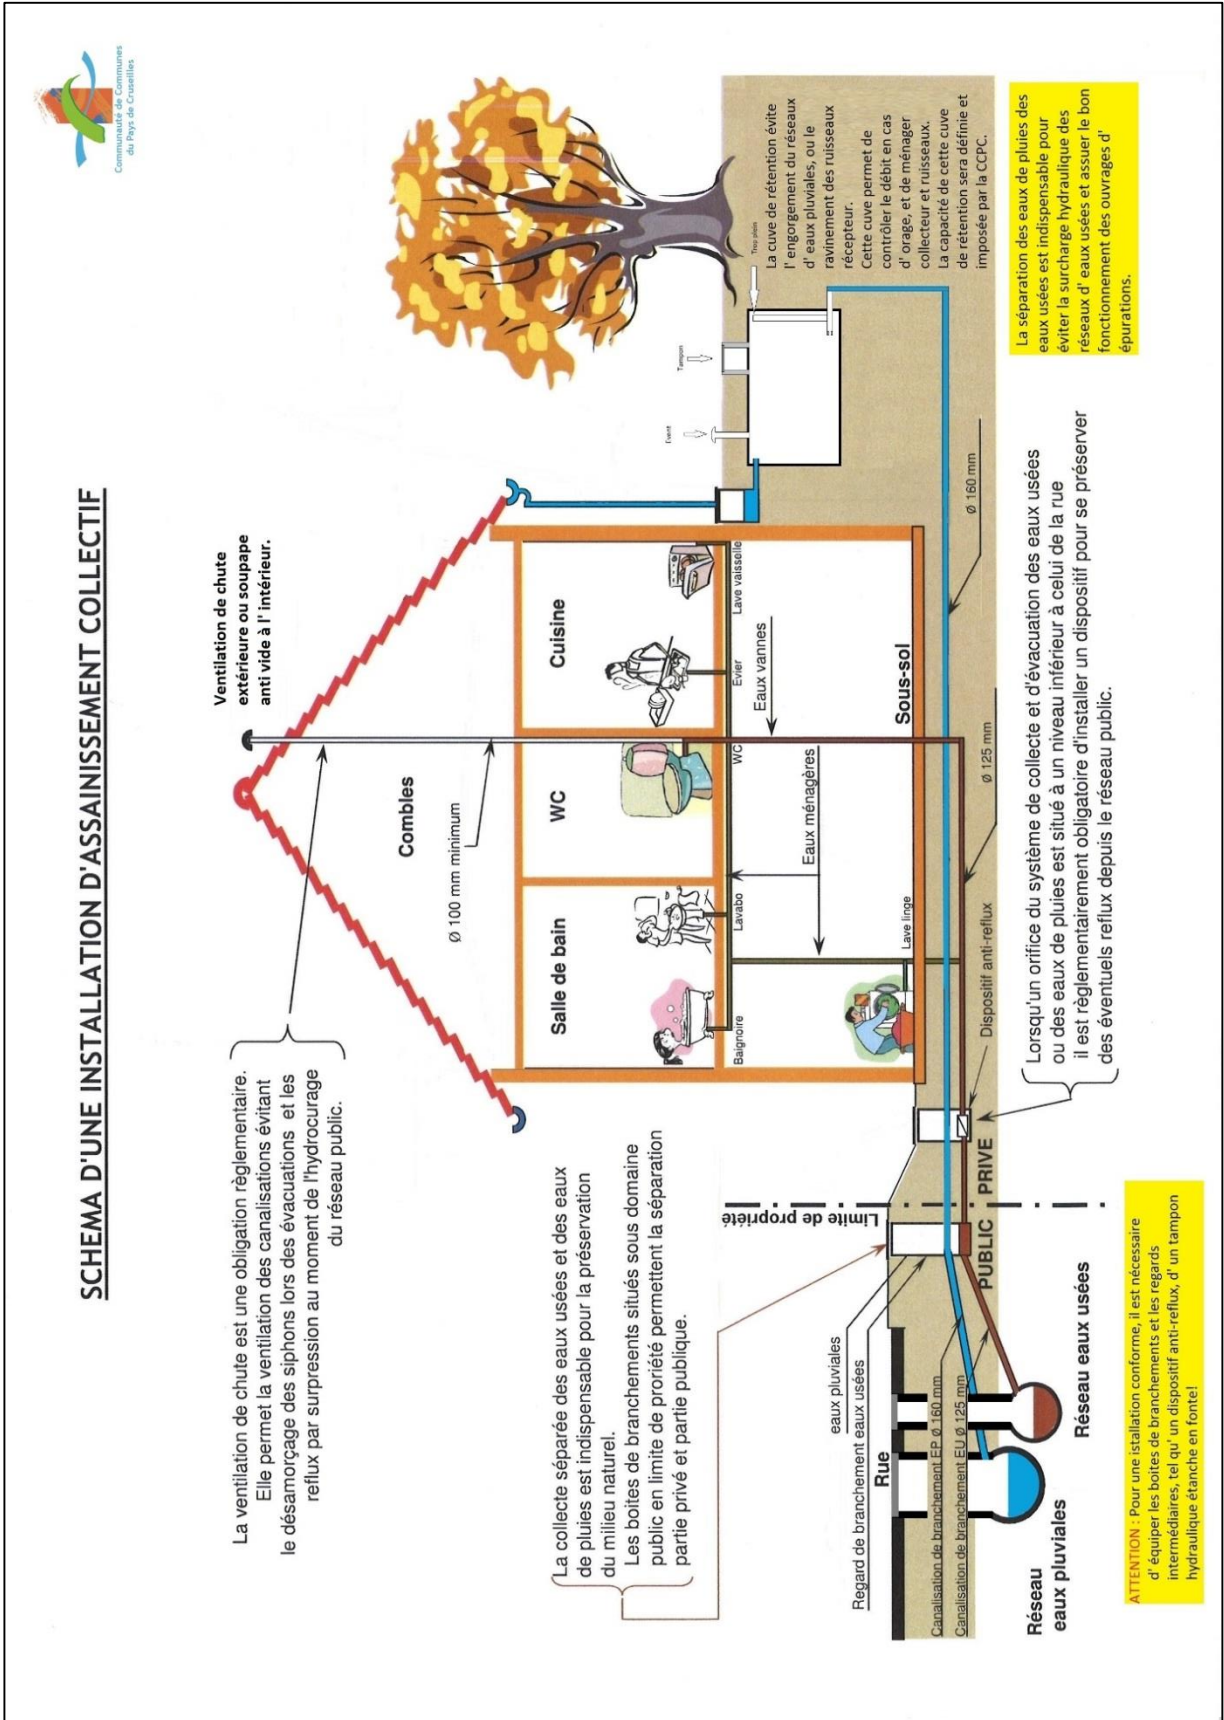 Communauté de Communes
du Pays de Cruseilles
SCHEMA D'UNE INSTALLATION D'ASSAINISSEMENT COLLECTIF
La ventilation de chute est une obligation règlementaire.
Elle permet la ventilation des canalisations évitant
le désamorçage des siphons lors des évacuations et les
reflux par surpression au moment de l'hydrocurage
du réseau public.
Ventilation de chute
extérieure ou soupape
anti vide à l' intérieur.
Combles
Ø 100 mm minimum
Salle de bain
WC
Cuisine
Baignoire
Lavabo
WC
Evier
Lave vaisselle
Eaux ménagères
Eaux vannes
Lave linge
Sous-sol
La collecte séparée des eaux usées et des eaux
de pluies est indispensable pour la préservation
du milieu naturel.
Les boites de branchements situés sous domaine
public en limite de proriété permettent la séparation
partie privé et partie publique.
Event
Tampon
Trop plein
La cuve de rétention évite
l' engorgement du réseaux
d' eaux pluviales, ou le
ravinement des ruisseaux
récepteur.
Cette cuve permet de
contrôler le débit en cas
d' orage, et de ménager
collecteur et ruisseaux.
La capacité de cette cuve
de rétention sera définie et
imposée par la CCPC.
Limite de propriété
eaux pluviales
Regard de branchement eaux usées
Rue
Canalisation de branchement EP Ø 160 mm
Canalisation de branchement EU Ø 125 mm
PUBLIC
PRIVE
Dispositif anti-reflux
Ø 125 mm
Ø 160 mm
Réseau
eaux pluviales
Réseau eaux usées
Lorsqu'un orifice du système de collecte et d'évacution des eaux usées
ou des eaux de pluies est situé à un niveau inférieur à celui de la rue
il est règlementairement obligatoire d'installer un dispositif pour se préserver
des éventuels reflux depuis le réseau public.
La séparation des eaux de pluies des
eaux usées est indispensable pour
éviter la surcharge hydraulique des
réseaux d' eaux usées et assuer le bon
fonctionnement des ouvrages d'
épurations.
ATTENTION : Pour une istallation conforme, il est nécessaire
d' équiper les boites de branchements et les regards
intermédiaires, tel qu' un dispositif anti-reflux, d' un tampon
hydraulique étanche en fonte!